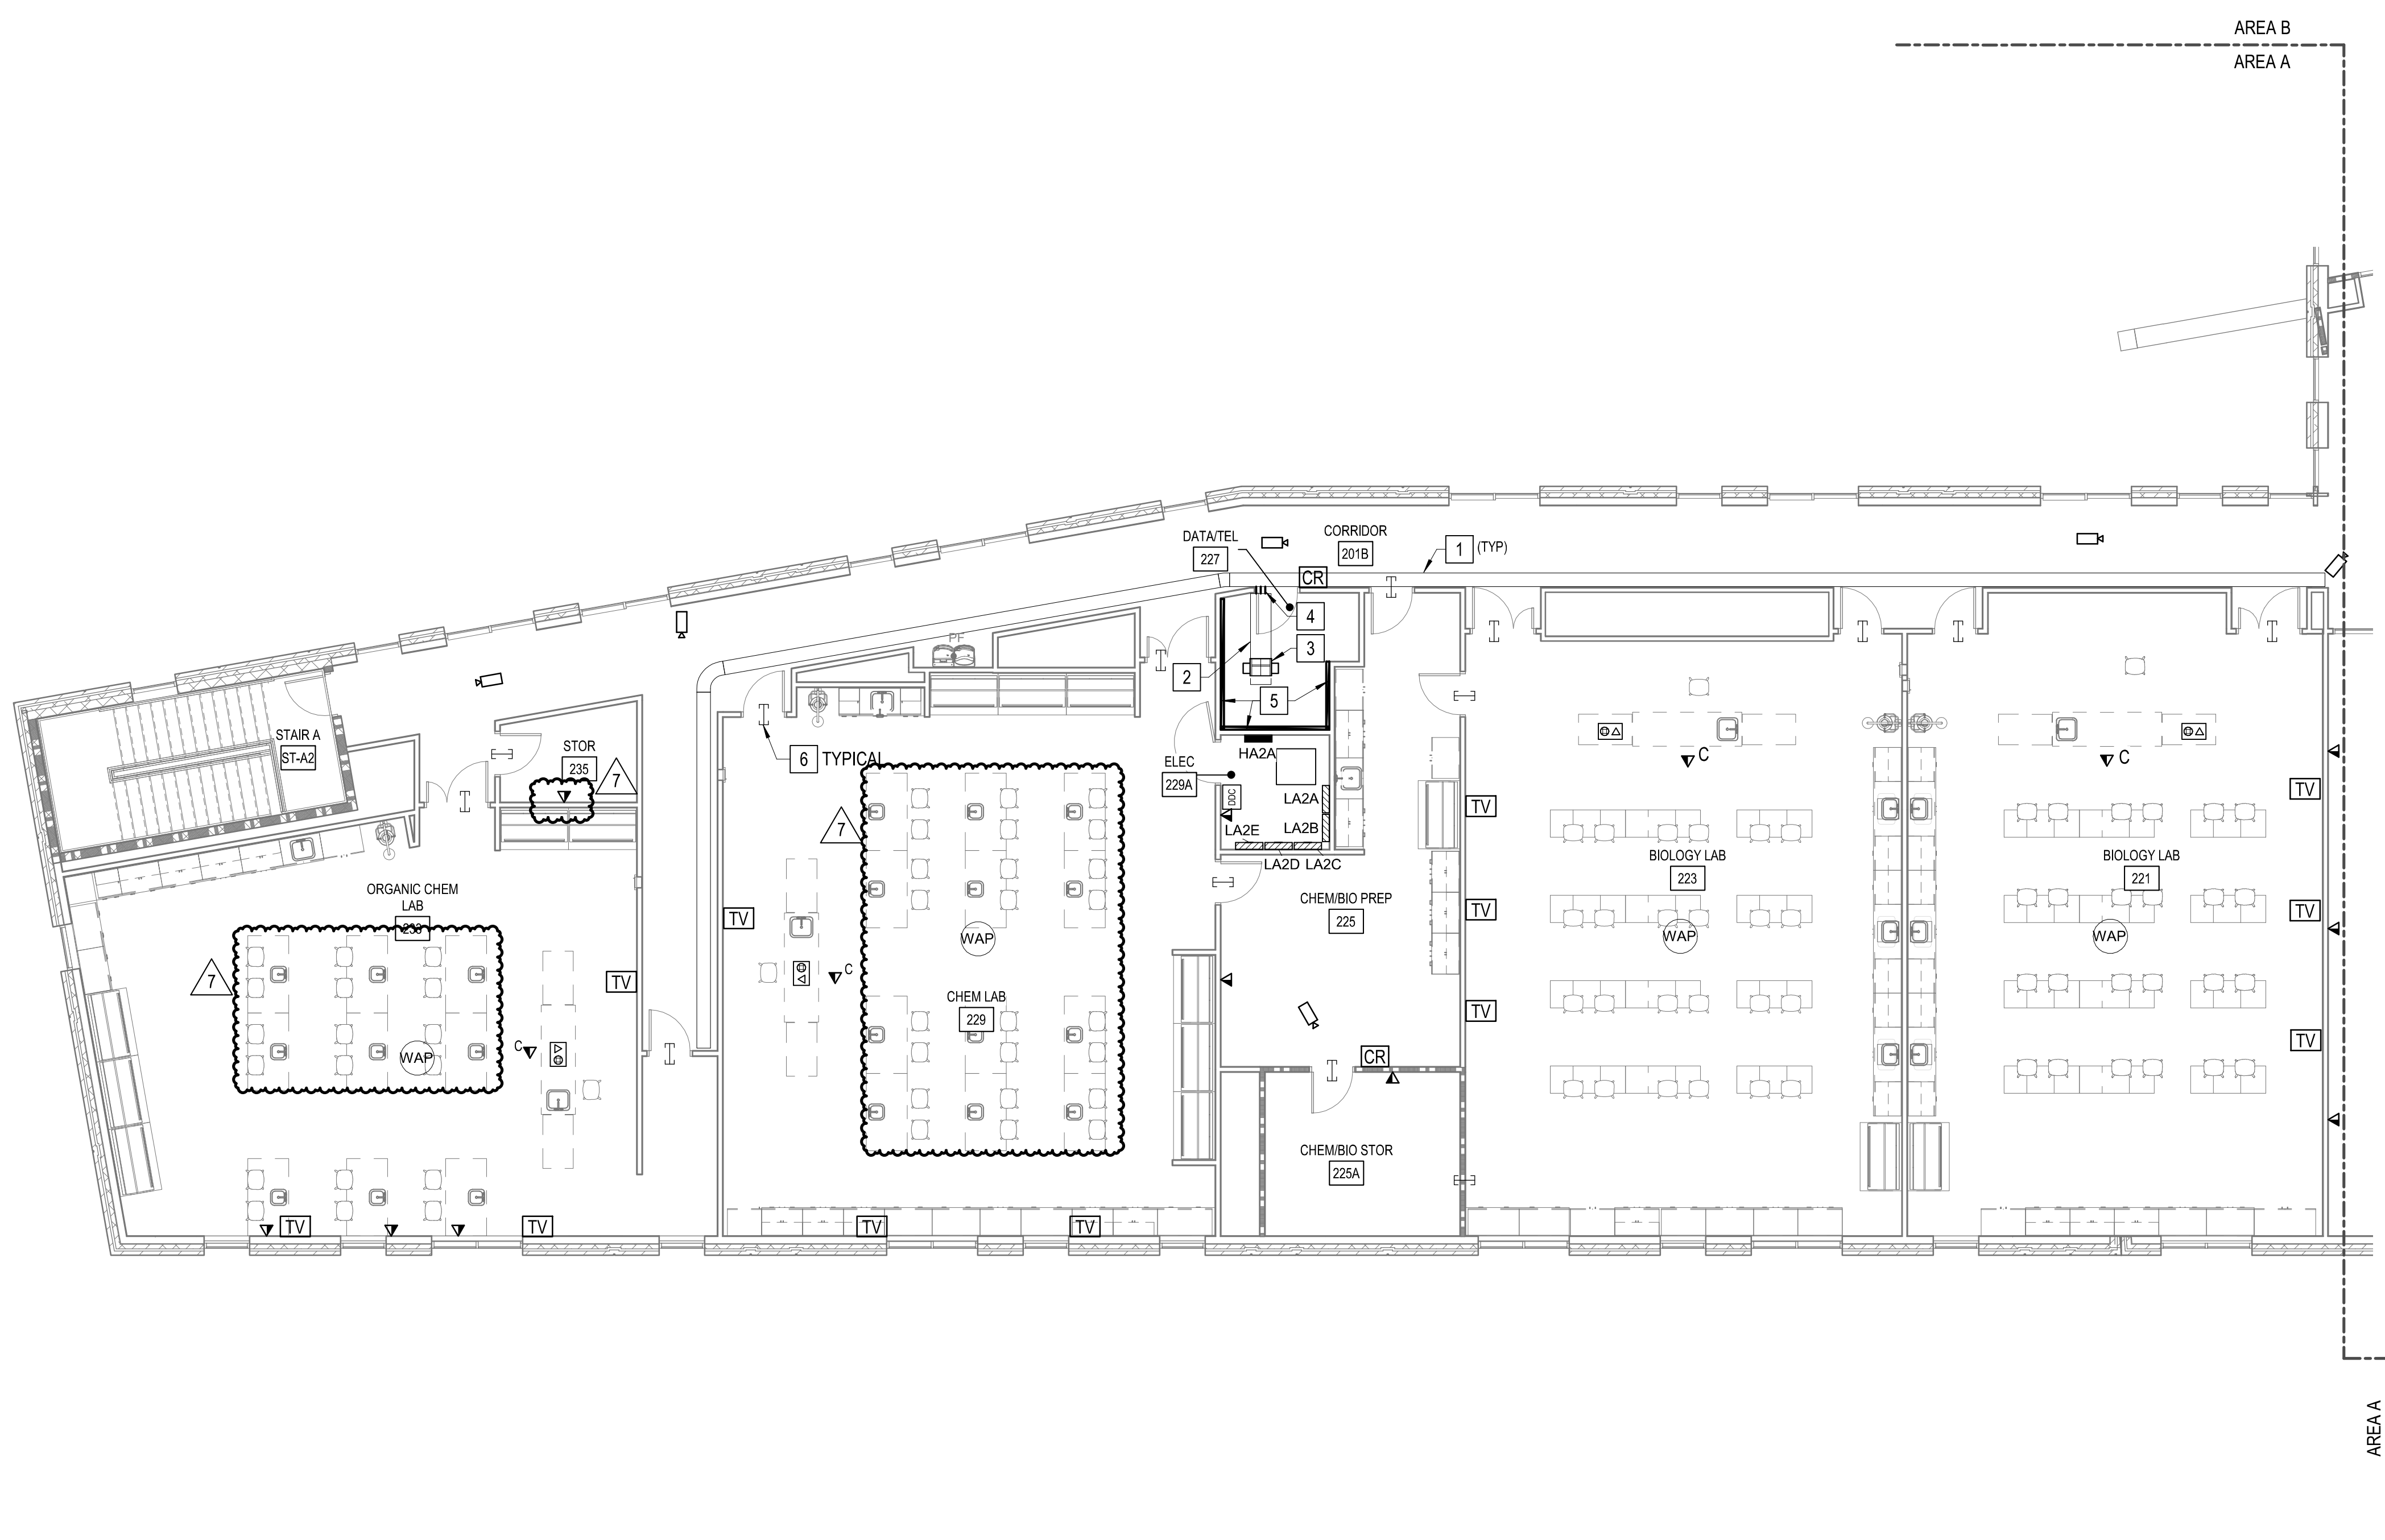 AREA B
AREA A
DATA/TEL
227
CORRIDOR
201B
1
(TYP)
CR
4
3
2
5
PF
STAIR A
ST-A2
STOR
235
7
6
TYPICAL
HA2A
ELEC
229A
DDC
LA2A
LA2B
LA2E
LA2D
LA2C
C
C
TV
TV
7
ORGANIC CHEM
LAB
233
7
BIOLOGY LAB
223
BIOLOGY LAB
221
CHEM/BIO PREP
225
TV
TV
TV
WAP
WAP
WAP
C
TV
CHEM LAB
229
TV
TV
C
WAP
CR
CHEM/BIO STOR
225A
TV
TV
TV
TV
AREA A